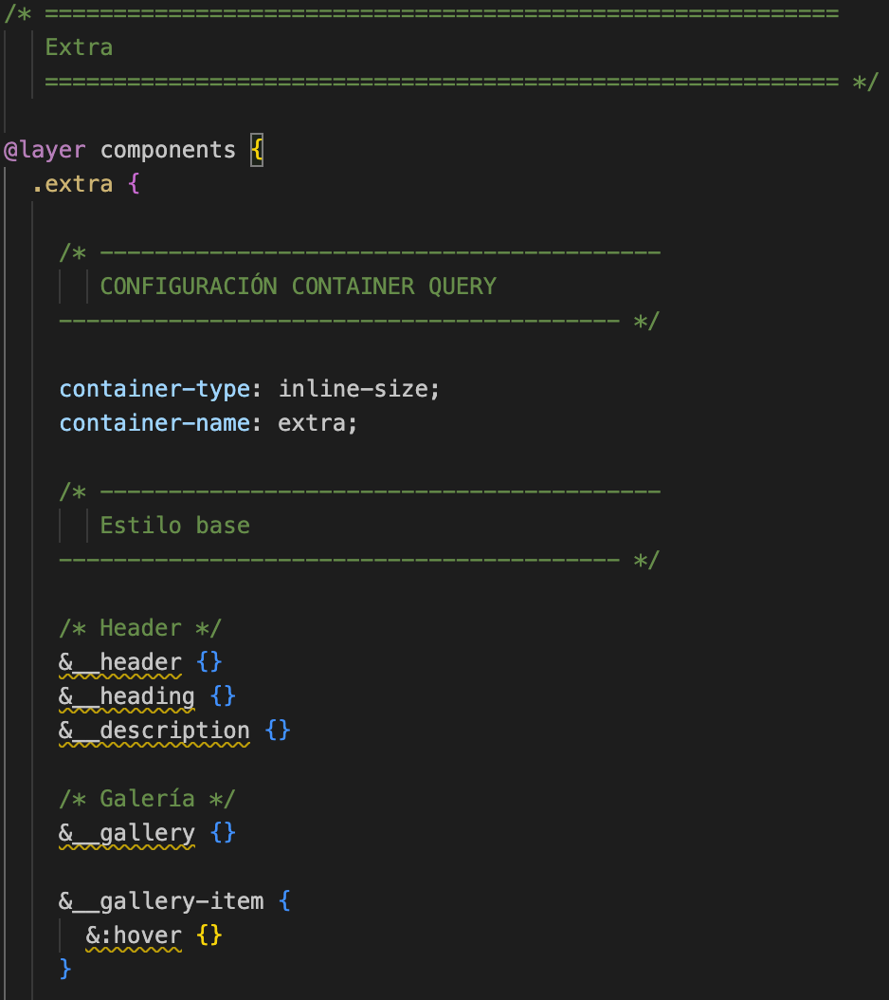 /* ==========================================================
Extra
========================================================== */
@layer components {
.extra {
/* -----------------------------------------
CONFIGURACIÓN CONTAINER QUERY
----------------------------------------- */
container-type: inline-size;
container-name: extra;
/* -----------------------------------------
Estilo base
----------------------------------------- */
/* Header */
&__header {}
&__heading {}
&__description {}
/* Galería */
&__gallery {}
&__gallery-item {
&:hover {}
}